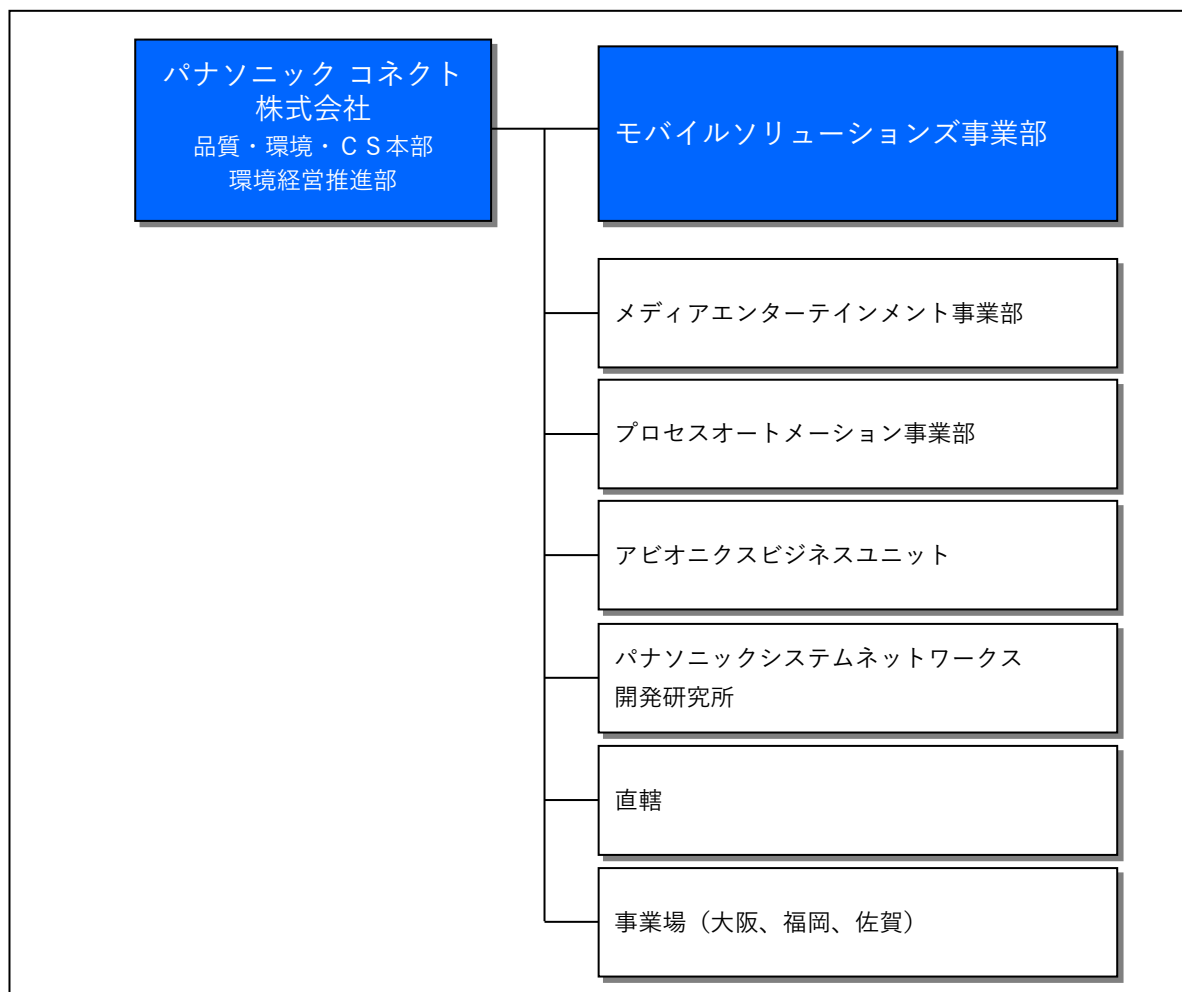 パナソニック コネクト
株式会社
品質・環境・ＣＳ本部
環境経営推進部
モバイルソリューションズ事業部
メディアエンターテインメント事業部
プロセスオートメーション事業部
アビオニクスビジネスユニット
パナソニックシステムネットワークス
開発研究所
直轄
事業場（大阪、福岡、佐賀）